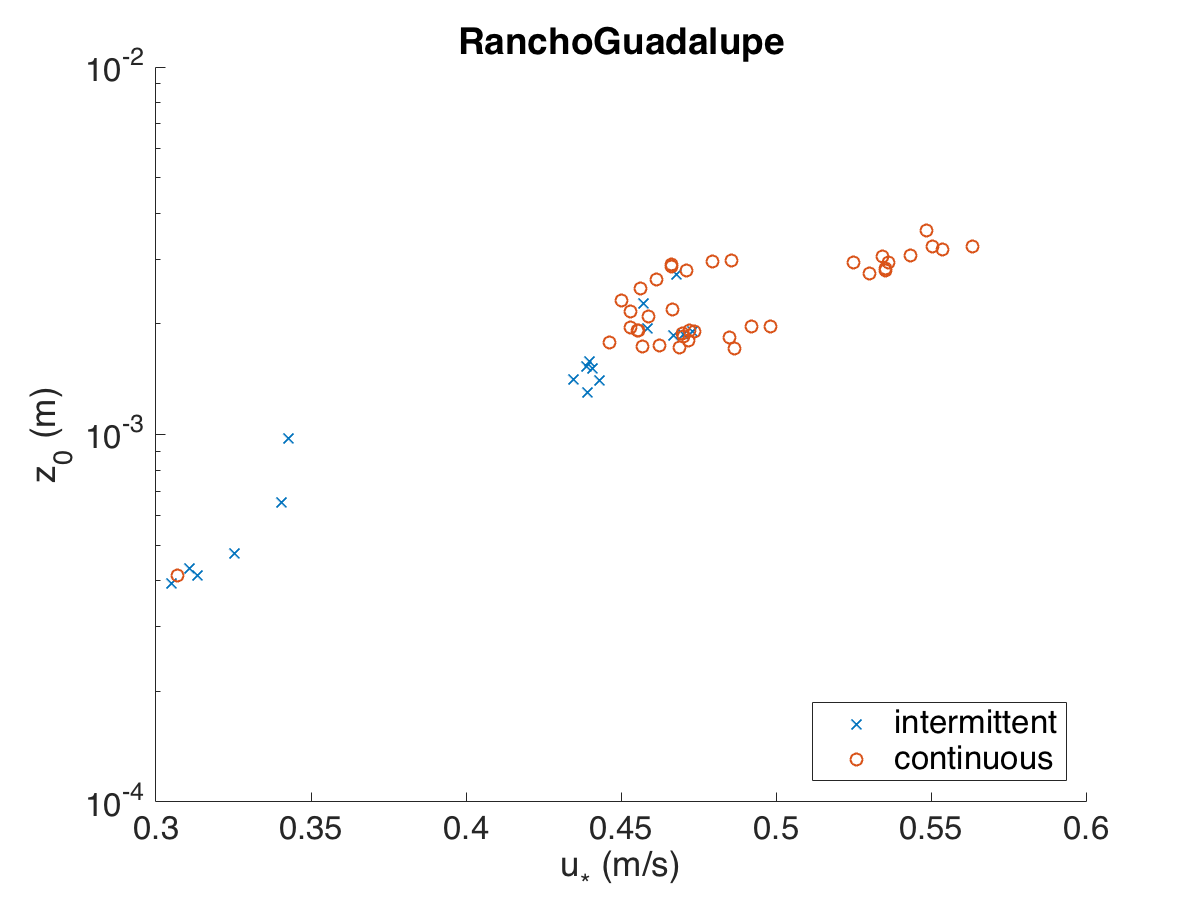 RanchoGuadalupe
10^-2
10^-3
10^-4
z_0 (m)
0.3 0.35 0.4 0.45 0.5 0.55 0.6
u_* (m/s)
intermittent
continuous